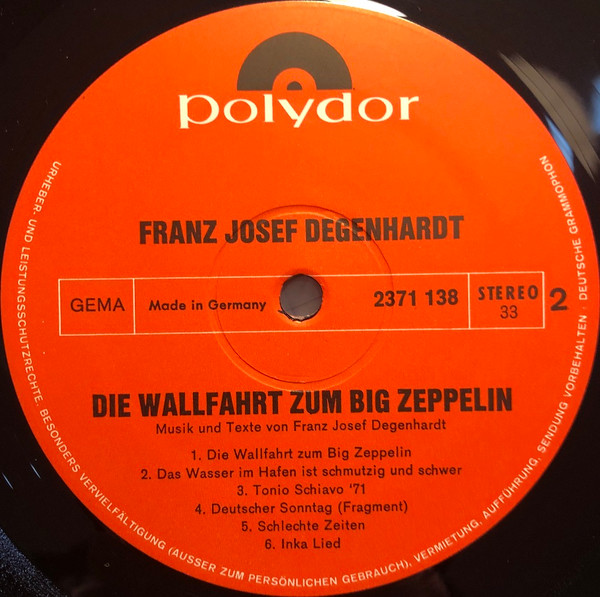 polydor
FRANZ JOSEF DEGENHARDT
GEMA
Made in Germany
2371 138
STEREO
33
2
DIE WALLFAHRT ZUM BIG ZEPPELIN
Musik und Texte von Franz Josef Degenhardt
1. Die Wallfahrt zum Big Zeppelin
2. Das Wasser im Hafen ist schmutzig und schwer
3. Tonio Schiavo '71
4. Deutscher Sonntag (Fragment)
5. Schlechte Zeiten
6. Inka Lied
URHEBER- UND LEISTUNGSSCHUTZRECHTE, BESONDERS VERVIELFÄLTIGUNG (AUSSER ZUM PERSÖNLICHEN GEBRAUCH), VERMIETUNG, AUFFÜHRUNG, SENDUNG VORBEHALTEN DEUTSCHE GRAMMOPHON